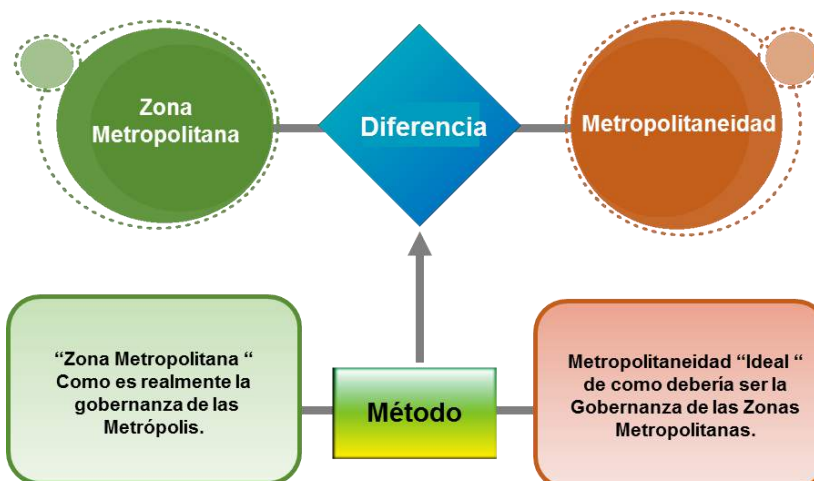 Zona
Metropolitana
Diferencia
Metropolitaneidad
“Zona Metropolitana “
Como es realmente la
gobernanza de las
Metrópolis.
Método
Metropolitaneidad “Ideal “
de como debería ser la
Gobernanza de las Zonas
Metropolitanas.